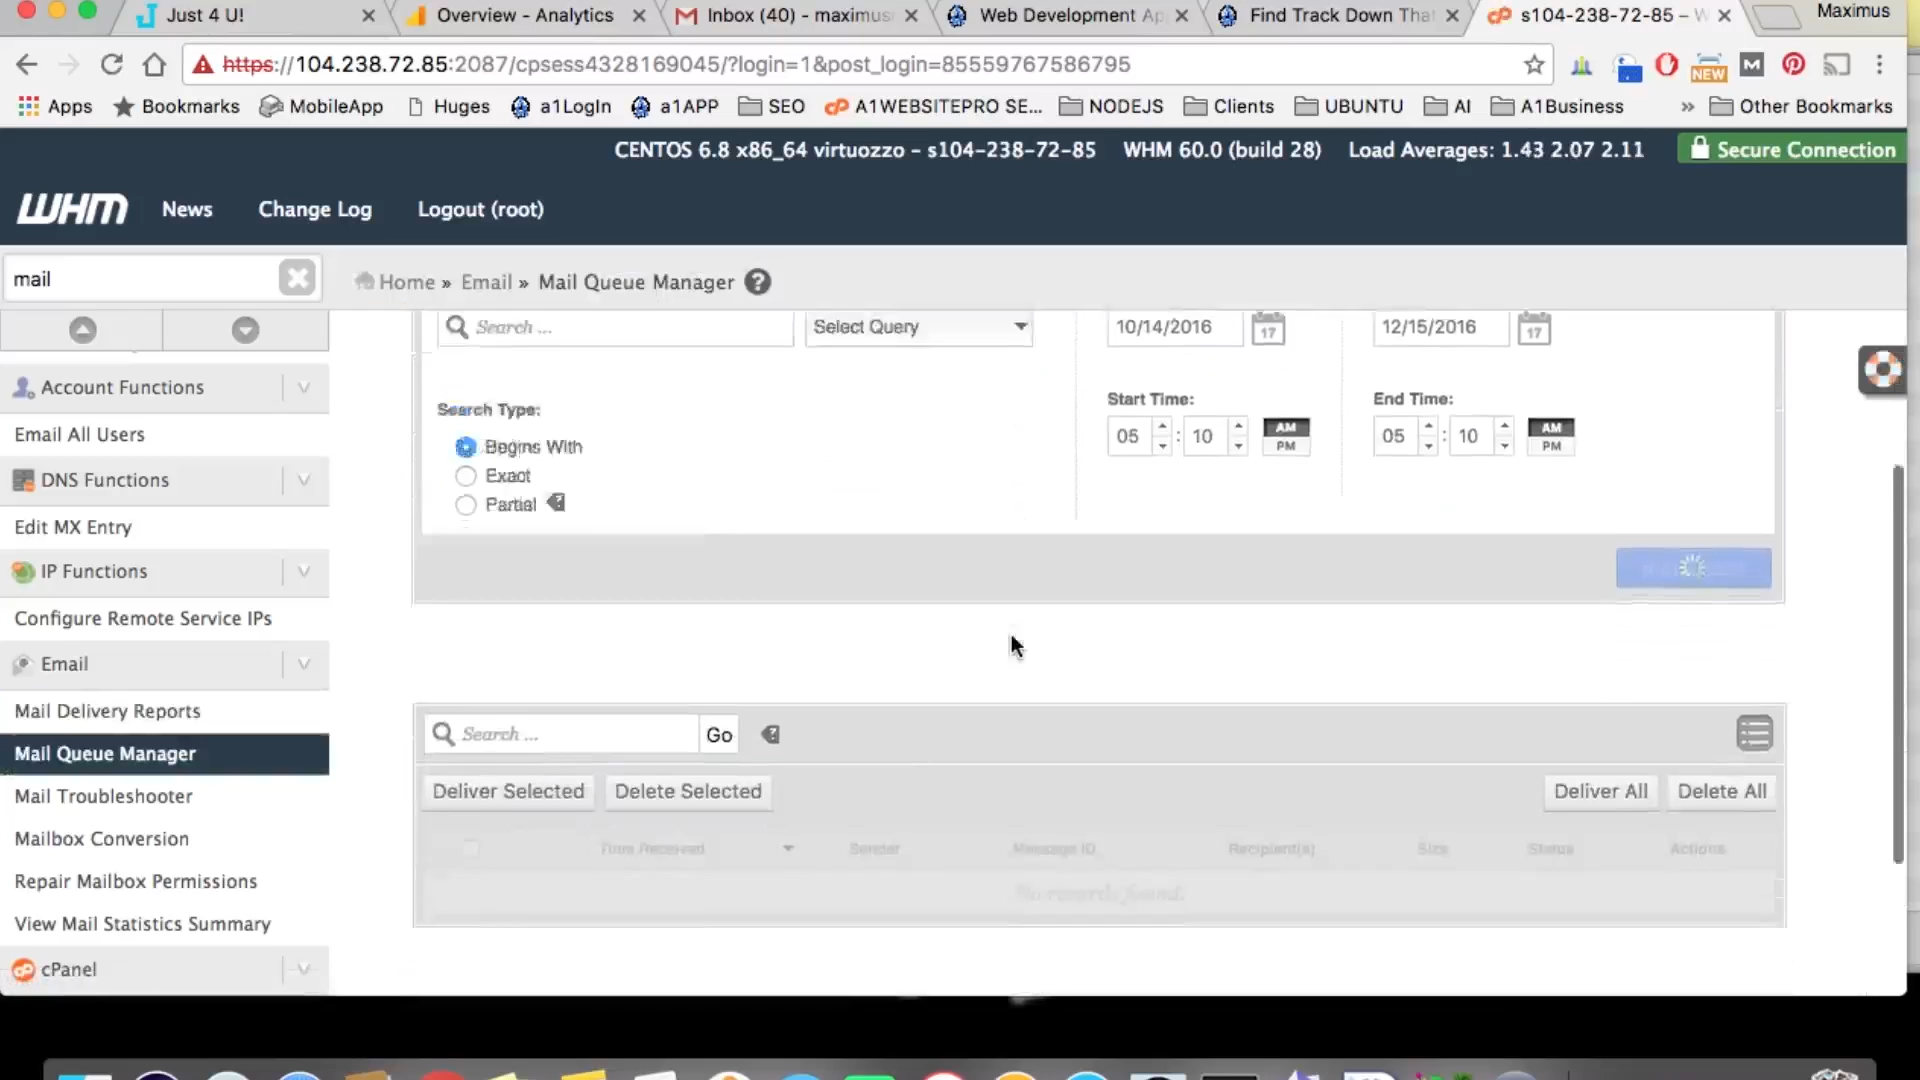 Just 4 U!
Overview - Analytics
Inbox (40) - maximus
Web Development Ap
Find Track Down That
s104-238-72-85 – W
Maximus
https://104.238.72.85:2087/cpsess4328169045/?login=1&post_login=85559767586795
NEW
M
Apps
Bookmarks
MobileApp
Huges
a1LogIn
a1APP
SEO
A1WEBSITEPRO SE...
NODEJS
Clients
UBUNTU
AI
A1Business
»
Other Bookmarks
CENTOS 6.8 x86_64 virtuozzo – s104-238-72-85
WHM 60.0 (build 28)
Load Averages: 1.43 2.07 2.11
Secure Connection
WHM
News
Change Log
Logout (root)
mail
Home » Email » Mail Queue Manager
Account Functions
Email All Users
DNS Functions
Edit MX Entry
IP Functions
Configure Remote Service IPs
Email
Mail Delivery Reports
Mail Queue Manager
Mail Troubleshooter
Mailbox Conversion
Repair Mailbox Permissions
View Mail Statistics Summary
cPanel
Search ...
Select Query
10/14/2016
17
12/15/2016
17
Search Type:
Begins With
Exact
Partial
Start Time:
05 : 10 AM PM
End Time:
05 : 10 AM PM
Search ...
Go
Deliver Selected
Delete Selected
Deliver All
Delete All
Time Received
Sender
Message ID
Recipient(s)
Size
Status
Actions
No records found.